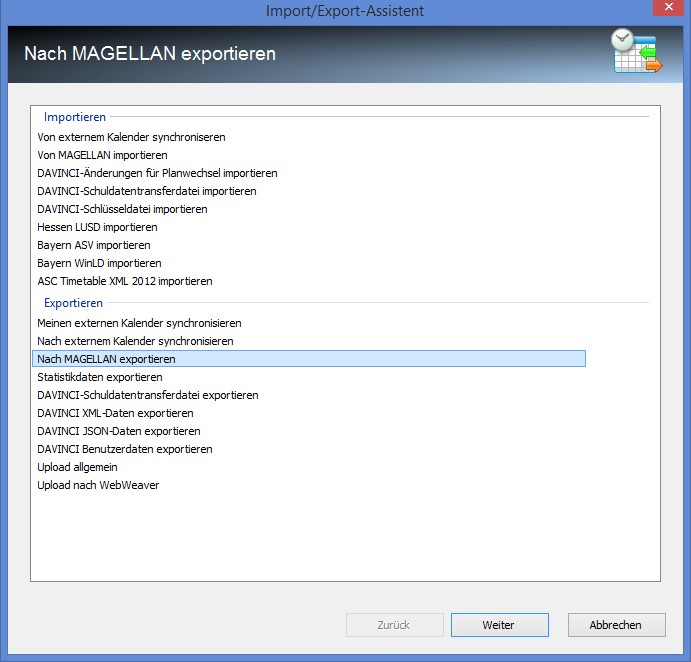 Import/Export-Assistent
Nach MAGELLAN exportieren
Importieren
Von externem Kalender synchroniseren
Von MAGELLAN importieren
DAVINCI-Änderungen für Planwechsel importieren
DAVINCI-Schuldatentransferdatei importieren
DAVINCI-Schlüsseldatei importieren
Hessen LUSD importieren
Bayern ASV importieren
Bayern WinLD importieren
ASC Timetable XML 2012 importieren
Exportieren
Meinen externen Kalender synchronisieren
Nach externem Kalender synchronisieren
Nach MAGELLAN exportieren
Statistikdaten exportieren
DAVINCI-Schuldatentransferdatei exportieren
DAVINCI XML-Daten exportieren
DAVINCI JSON-Daten exportieren
DAVINCI Benutzerdaten exportieren
Upload allgemein
Upload nach WebWeaver
Zurück Weiter Abbrechen